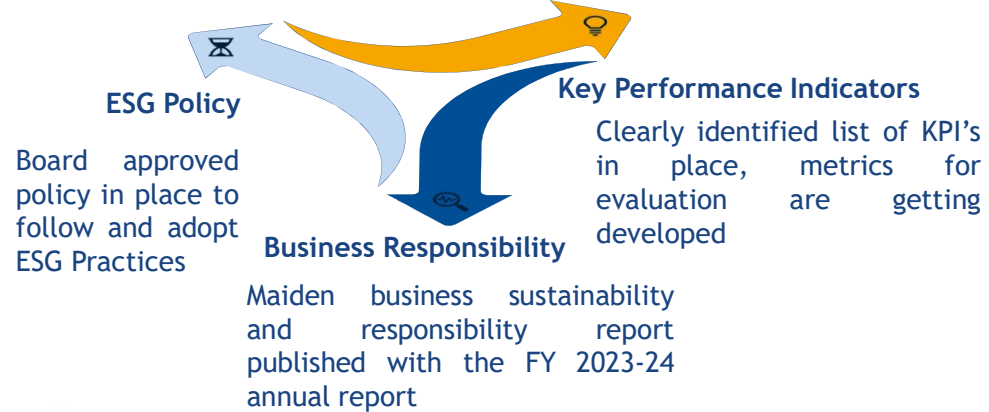 ESG Policy
Board approved
policy in place to
follow and adopt
ESG Practices
Key Performance Indicators
Clearly identified list of KPI’s
in place, metrics for
evaluation are getting
developed
Business Responsibility
Maiden business sustainability
and responsibility report
published with the FY 2023-24
annual report